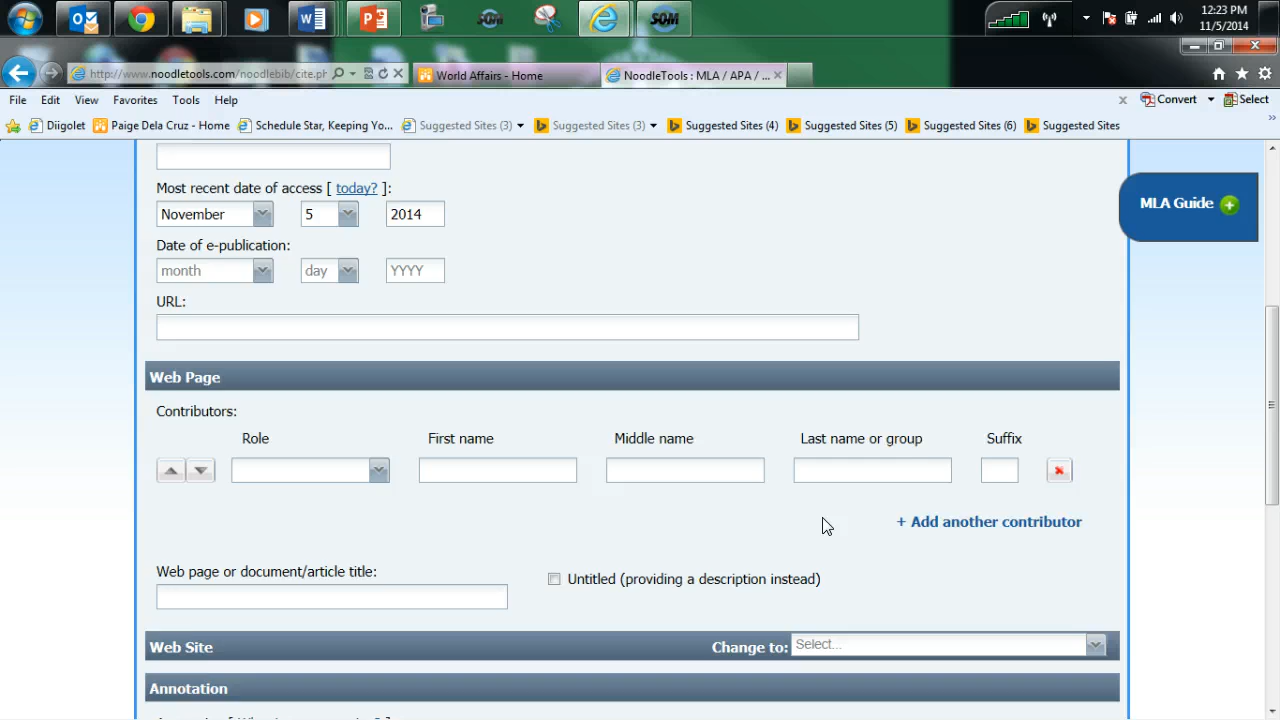 12:23 PM
11/5/2014
http://www.noodletools.com/noodlebib/cite.ph
World Affairs - Home
NoodleTools : MLA / APA / ...
File Edit View Favorites Tools Help
Convert Select
Diigolet Paige Dela Cruz - Home Schedule Star, Keeping Yo... Suggested Sites (3) Suggested Sites (3) Suggested Sites (4) Suggested Sites (5) Suggested Sites (6) Suggested Sites
Most recent date of access [ today? ]:
November 5 2014
MLA Guide
Date of e-publication:
month day YYYY
URL:
Web Page
Contributors:
Role First name Middle name Last name or group Suffix
+ Add another contributor
Web page or document/article title:
Untitled (providing a description instead)
Web Site Change to: Select...
Annotation